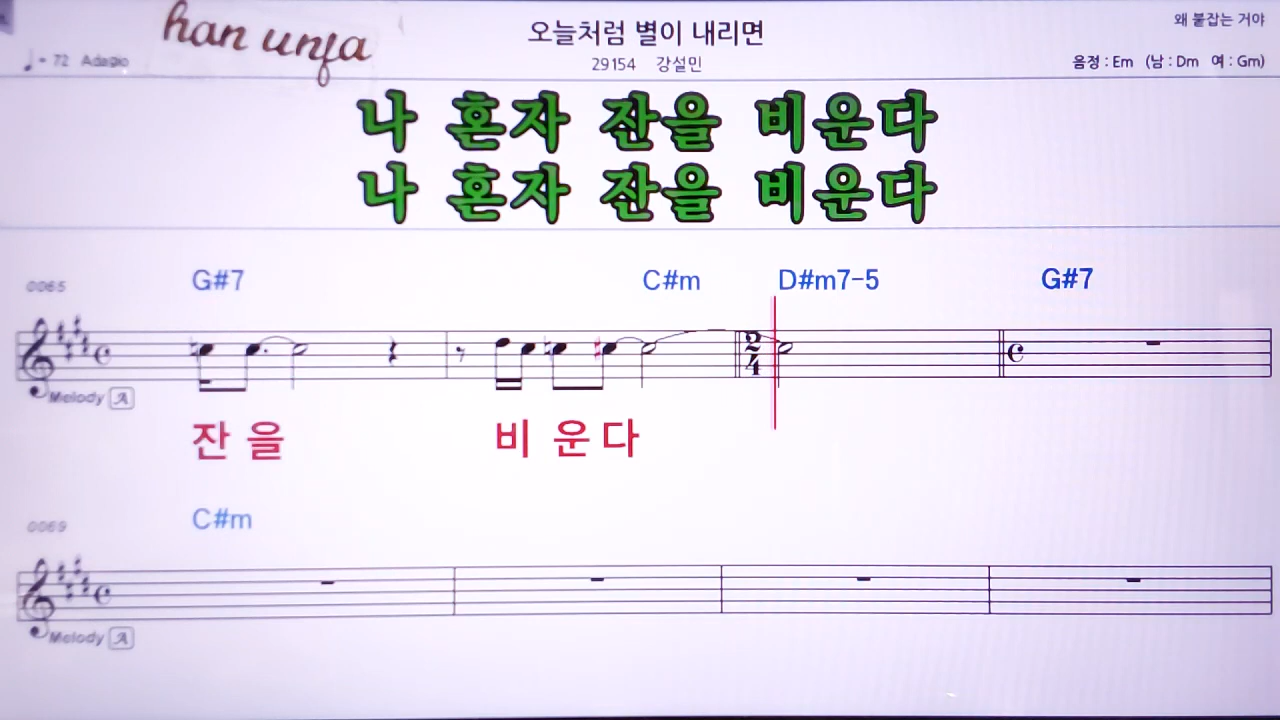 han unja
오늘처럼 별이 내리면
왜 붙잡는 거야
♩= 72 Adagio
29154 강설민
음정 : Em (남 : Dm 여 : Gm)
나 혼자 잔을 비운다
나 혼자 잔을 비운다
0065 G#7 C#m D#m7-5 G#7
2
4
Melody A
잔 을 비 운 다
0069 C#m
Melody A